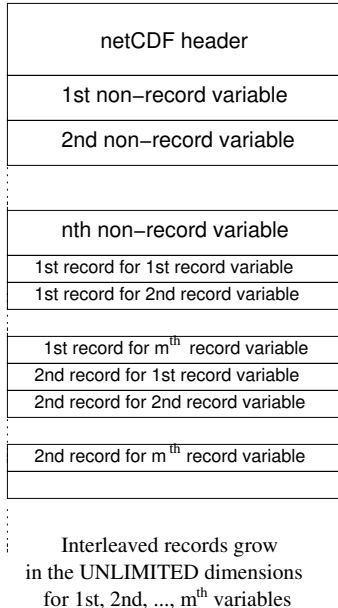 netCDF header
1st non−record variable
2nd non−record variable
nth non−record variable
1st record for 1st record variable
1st record for 2nd record variable
1st record for mth record variable
2nd record for 1st record variable
2nd record for 2nd record variable
2nd record for mth record variable
Interleaved records grow
in the UNLIMITED dimensions
for 1st, 2nd, ..., mth variables